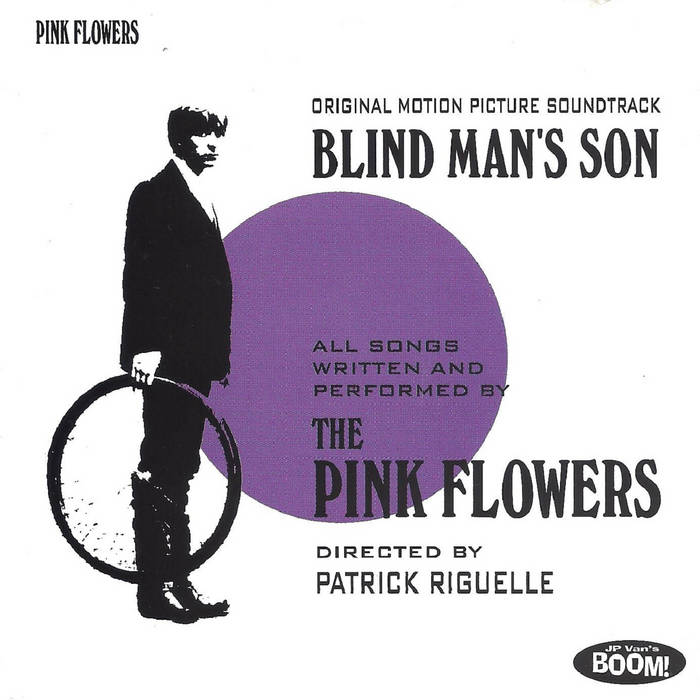 PINK FLOWERS
ORIGINAL MOTION PICTURE SOUNDTRACK
BLIND MAN'S SON
ALL SONGS
WRITTEN AND
PERFORMED BY
THE
PINK FLOWERS
DIRECTED BY
PATRICK RIGUELLE
JP Van's
BOOM!